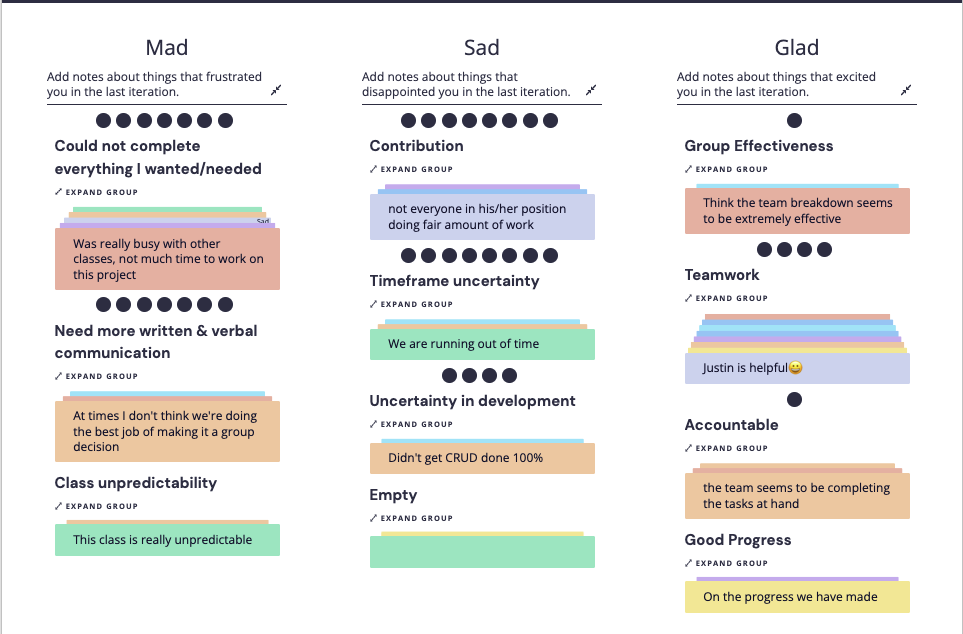 Mad
Add notes about things that frustrated
you in the last iteration.
Could not complete
everything I wanted/needed
EXPAND GROUP
Sad
Was really busy with other
classes, not much time to work on
this project
Need more written & verbal
communication
EXPAND GROUP
At times I don't think we're doing
the best job of making it a group
decision
Class unpredictability
EXPAND GROUP
This class is really unpredictable
Sad
Add notes about things that
disappointed you in the last iteration.
Contribution
EXPAND GROUP
not everyone in his/her position
doing fair amount of work
Timeframe uncertainty
EXPAND GROUP
We are running out of time
Uncertainty in development
EXPAND GROUP
Didn't get CRUD done 100%
Empty
EXPAND GROUP
Glad
Add notes about things that excited
you in the last iteration.
Group Effectiveness
EXPAND GROUP
Think the team breakdown seems
to be extremely effective
Teamwork
EXPAND GROUP
Justin is helpful😀
Accountable
EXPAND GROUP
the team seems to be completing
the tasks at hand
Good Progress
EXPAND GROUP
On the progress we have made